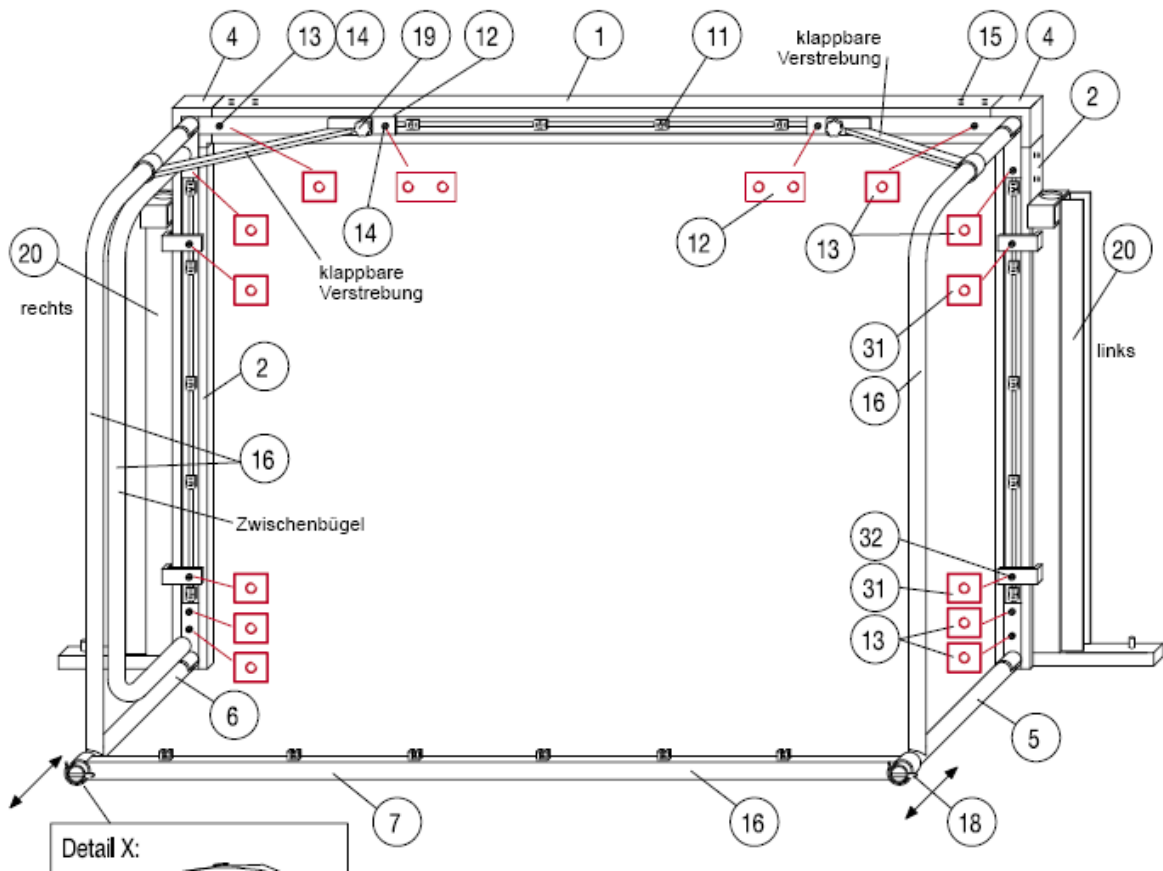 4 13 14 19 12 1 11 klappbare
Verstrebung 15 4
2
12
13
14
klappbare
Verstrebung
20
rechts
20
links
31
16
2
16
Zwischenbügel
32
31
13
6
5
7
16
18
Detail X: